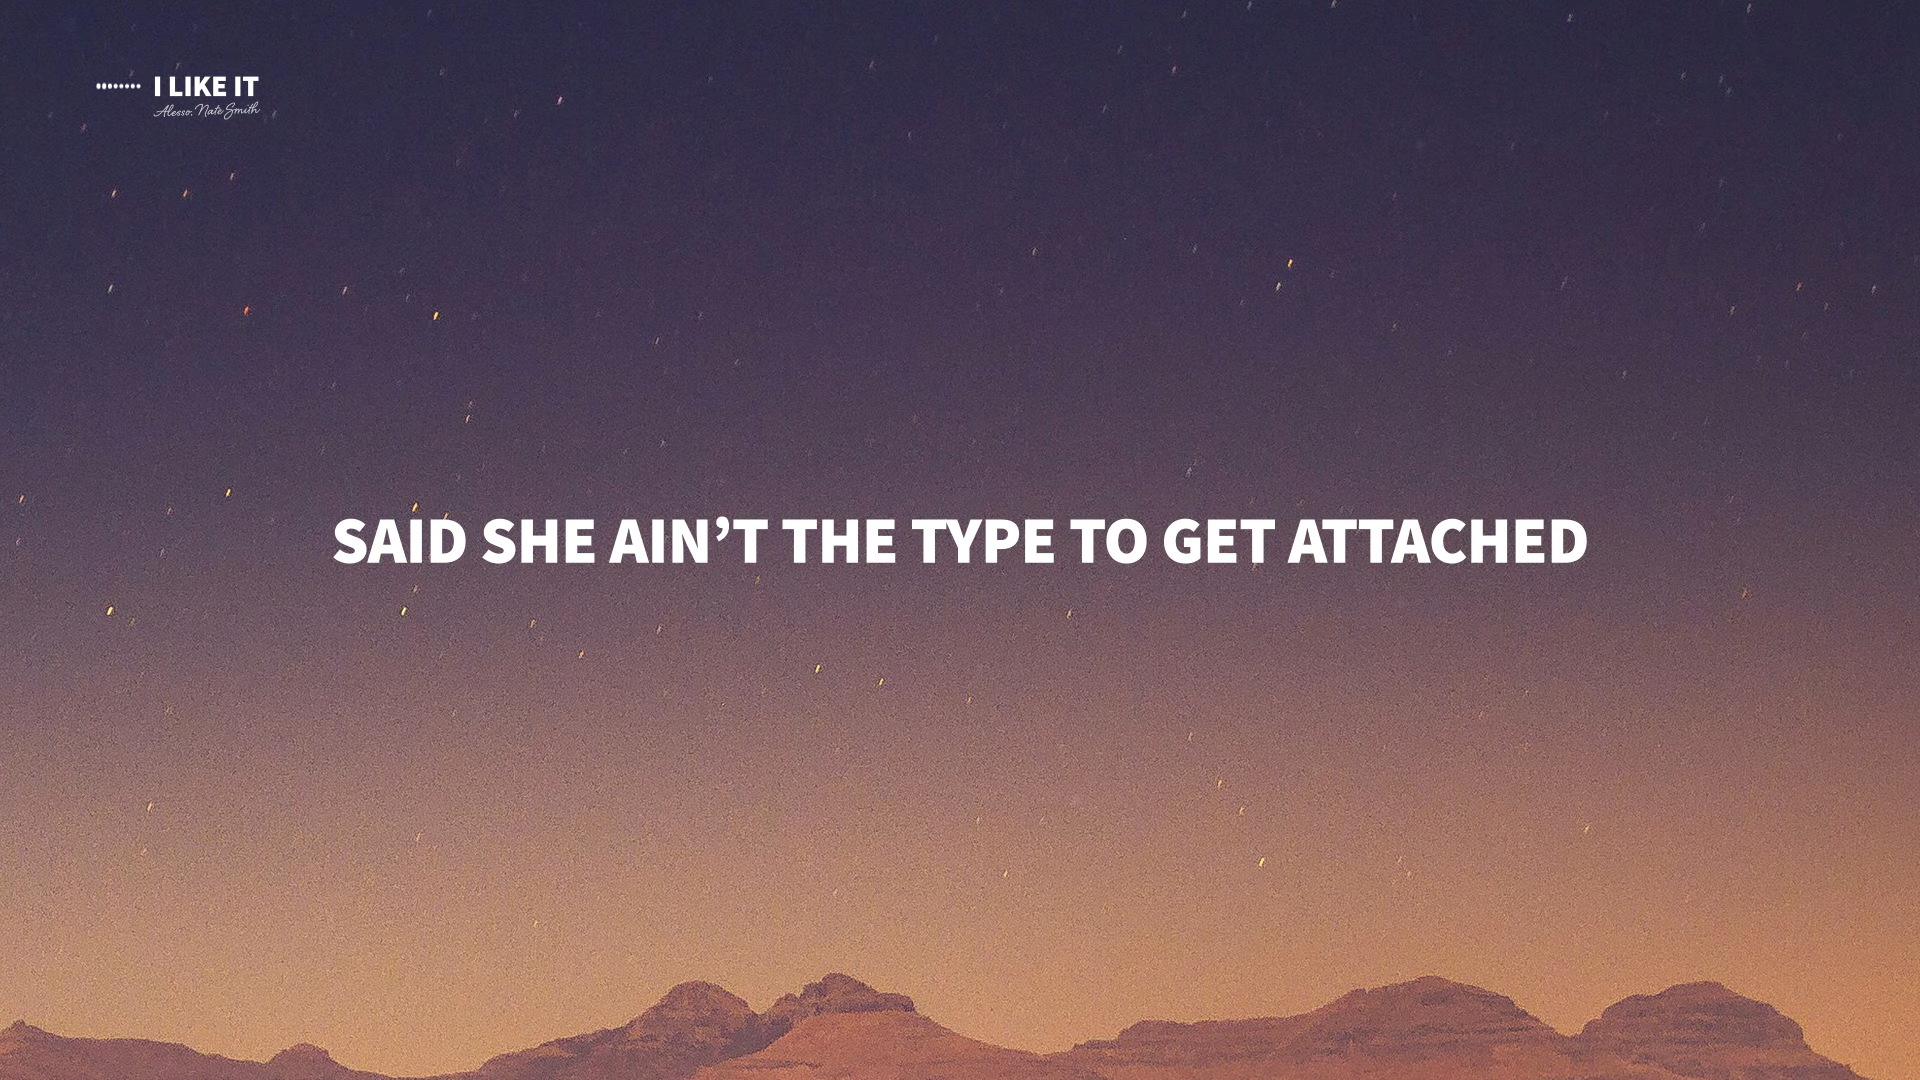 I LIKE IT
Alesso, Nate Smith
SAID SHE AIN’T THE TYPE TO GET ATTACHED